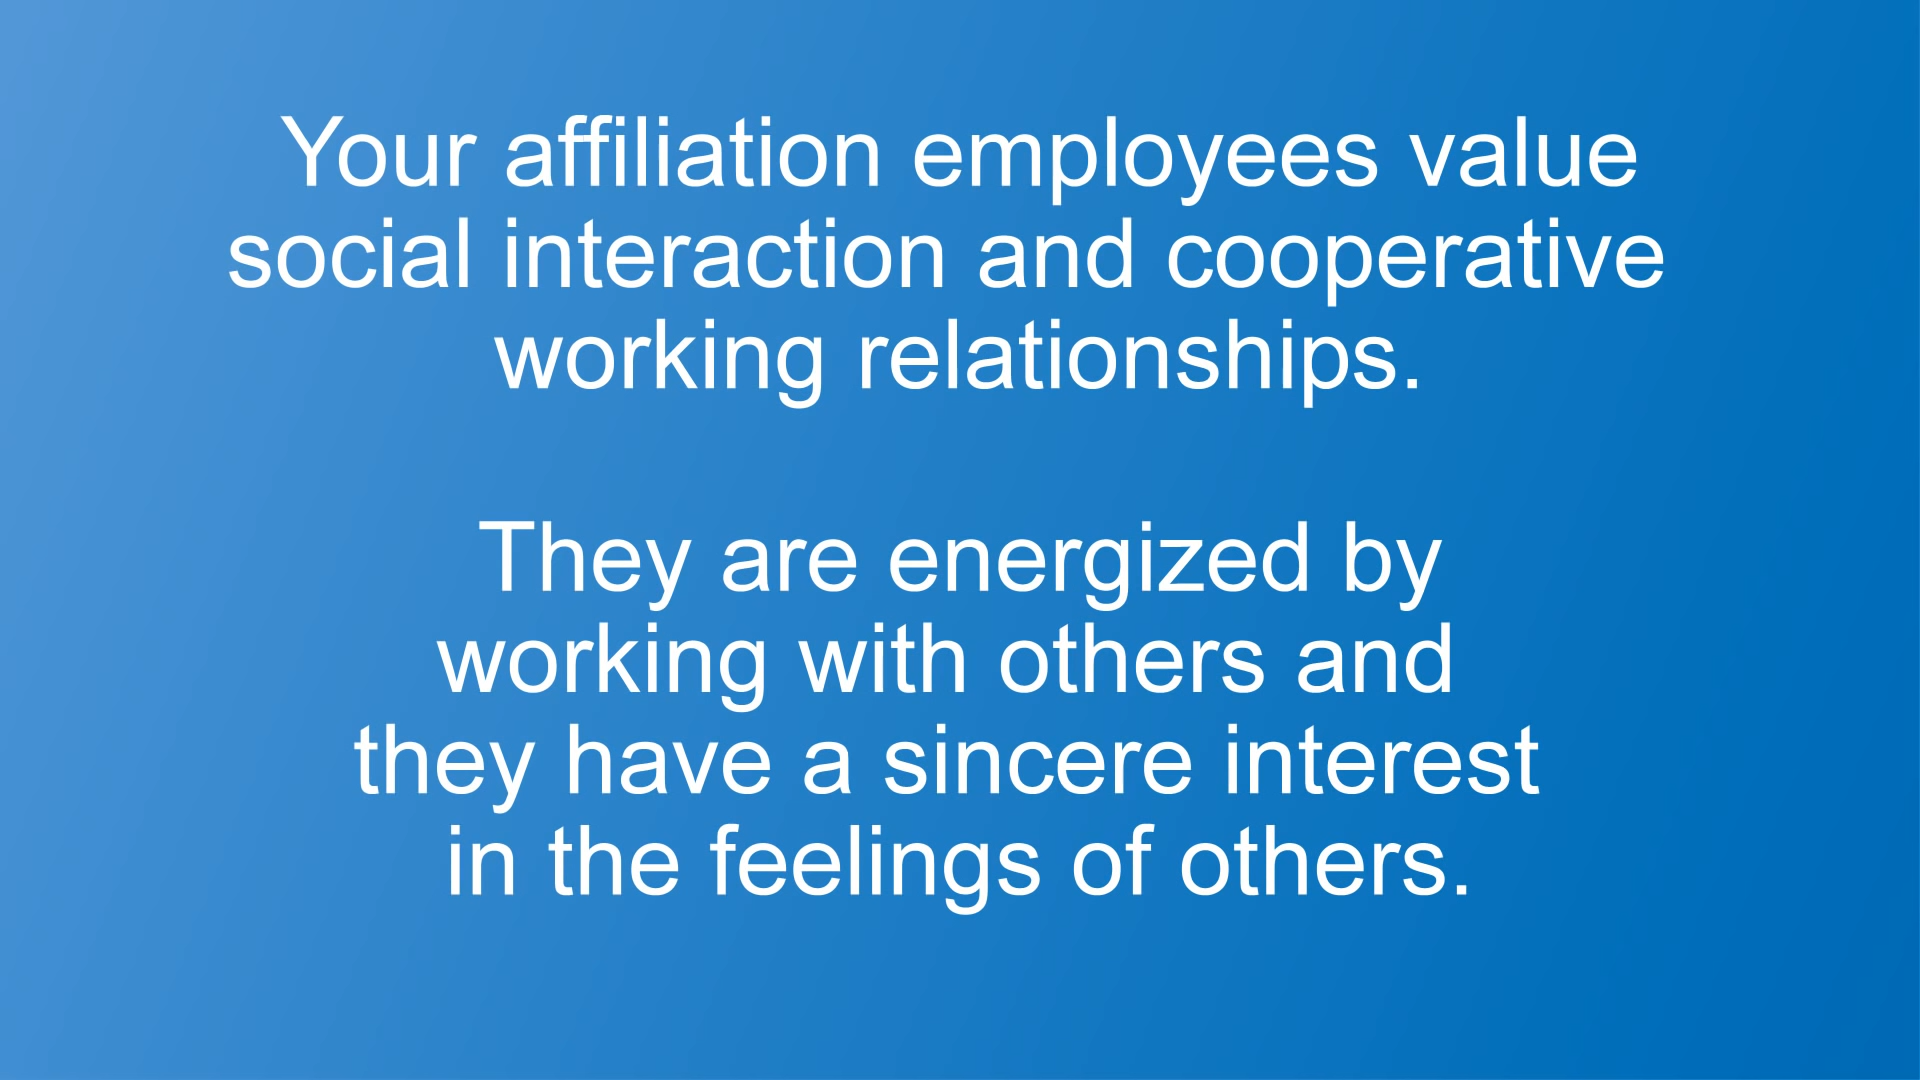 Your affiliation employees value
social interaction and cooperative
working relationships.
They are energized by
working with others and
they have a sincere interest
in the feelings of others.